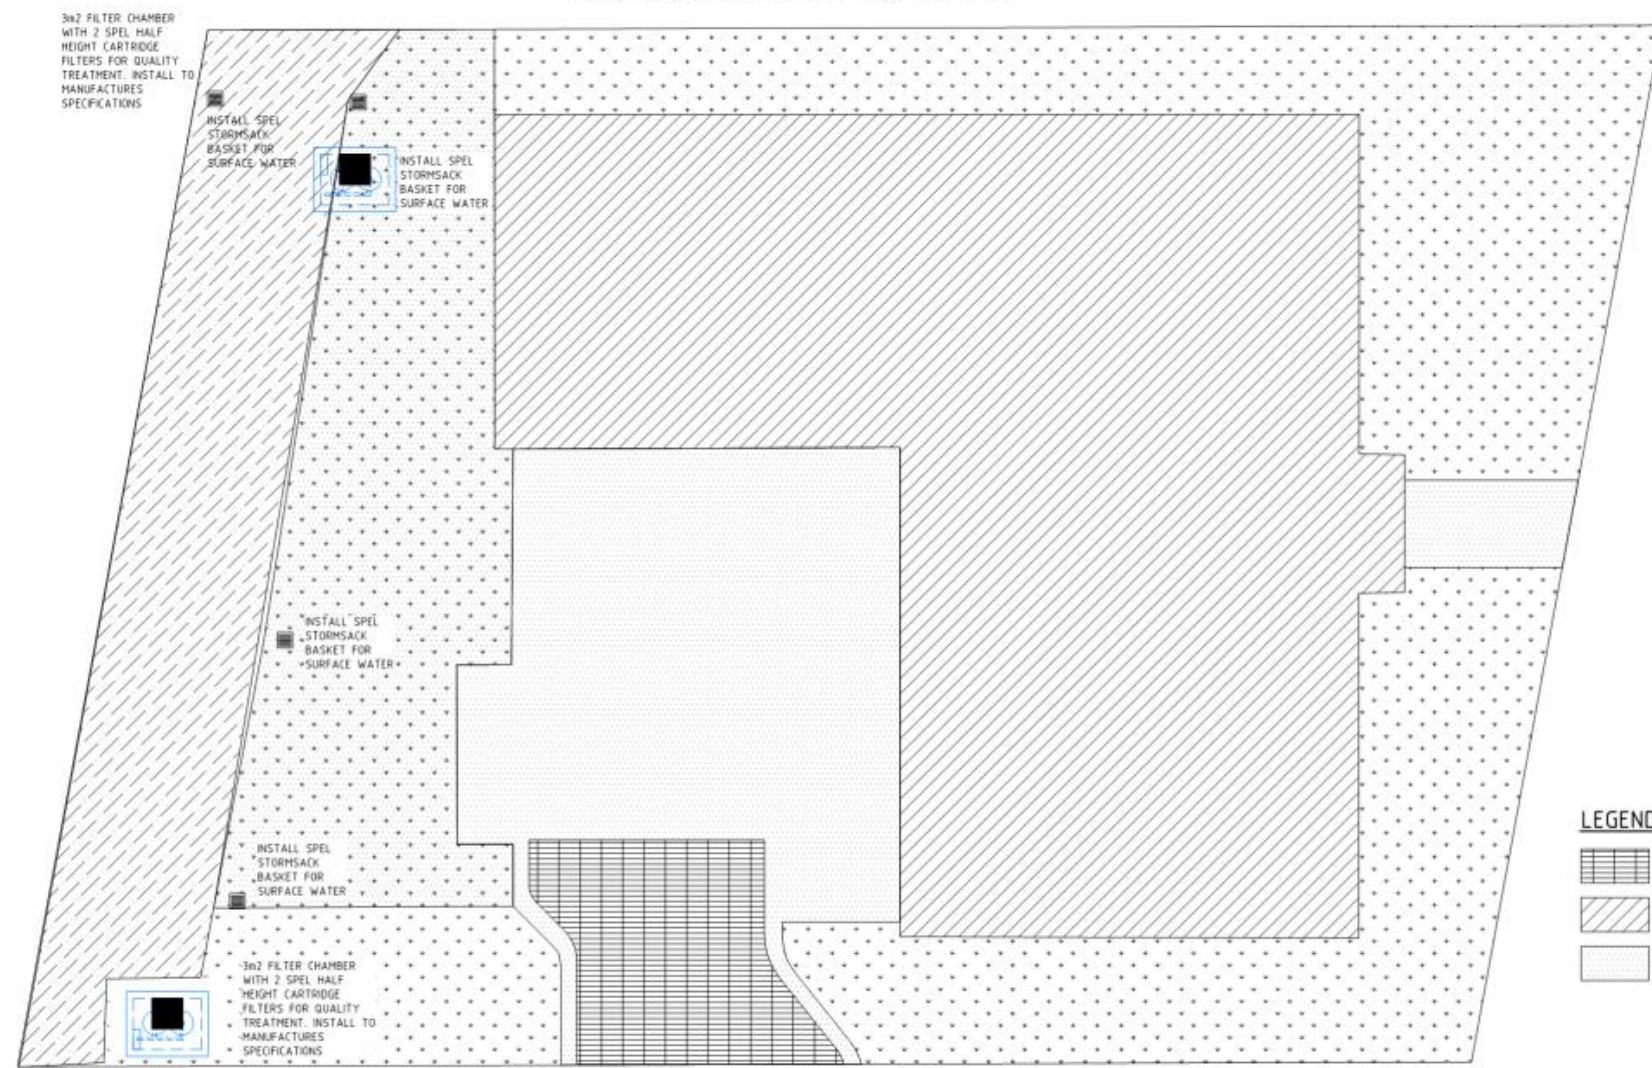 3m2 FILTER CHAMBER
WITH 2 SPEL HALF
HEIGHT CARTRIDGE
FILTERS FOR QUALITY
TREATMENT. INSTALL TO
MANUFACTURES
SPECIFICATIONS
INSTALL SPEL
STORMSACK
BASKET FOR
SURFACE WATER
INSTALL SPEL
STORMSACK
BASKET FOR
SURFACE WATER
INSTALL SPEL
STORMSACK
BASKET FOR
SURFACE WATER
INSTALL SPEL
STORMSACK
BASKET FOR
SURFACE WATER
3m2 FILTER CHAMBER
WITH 2 SPEL HALF
HEIGHT CARTRIDGE
FILTERS FOR QUALITY
TREATMENT. INSTALL TO
MANUFACTURES
SPECIFICATIONS
LEGEND